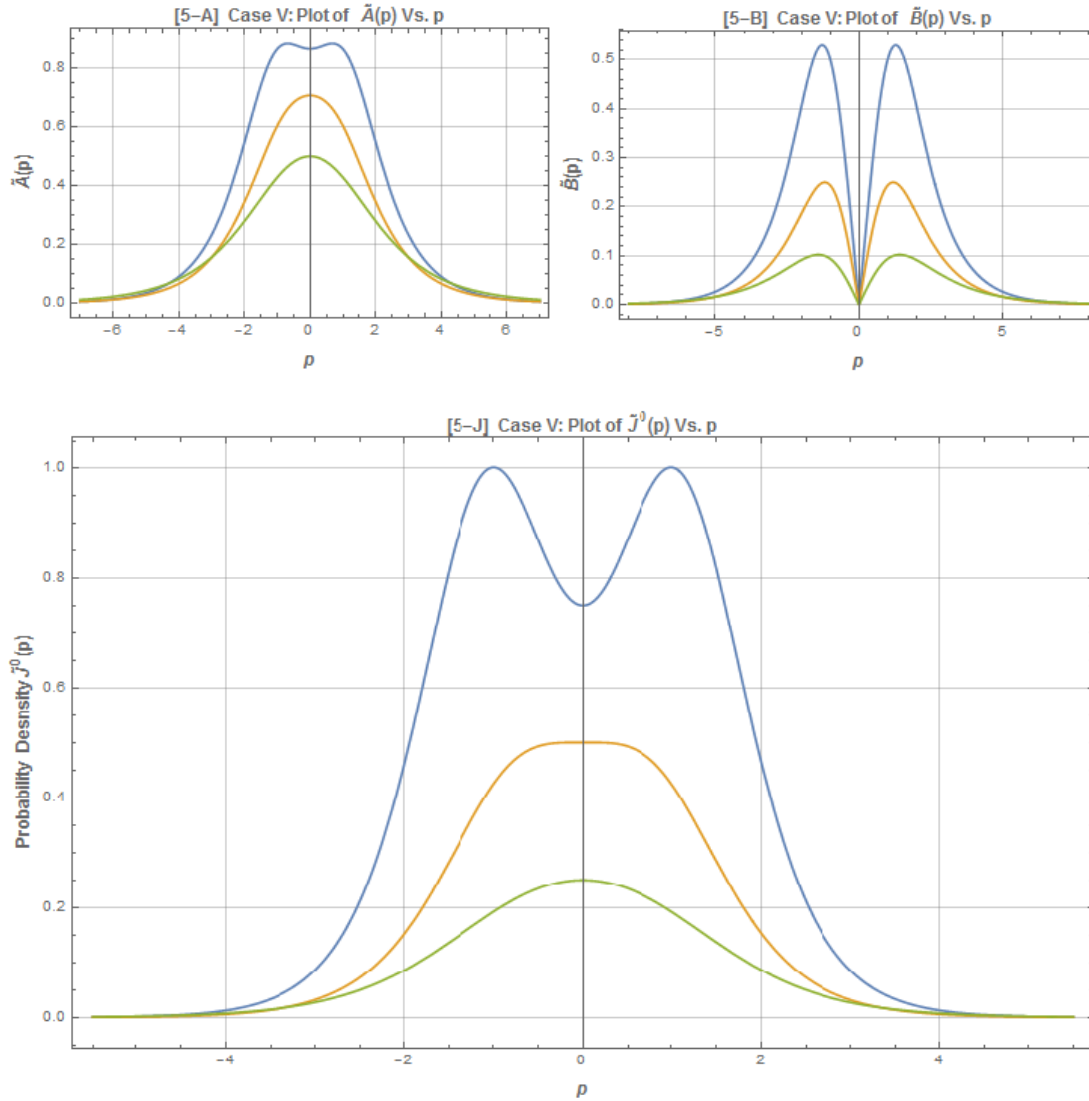 [5–A] Case V: Plot of Ã(p) Vs. p
0.8
0.6
0.4
0.2
0.0
Ã(p)
−6 −4 −2 0 2 4 6
p
[5–B] Case V: Plot of B̃(p) Vs. p
0.5
0.4
0.3
0.2
0.1
0.0
B̃(p)
−5 0 5
p
[5–J] Case V: Plot of J̃⁰(p) Vs. p
1.0
0.8
0.6
0.4
0.2
0.0
Probability Desnsity J̃⁰(p)
−4 −2 0 2 4
p